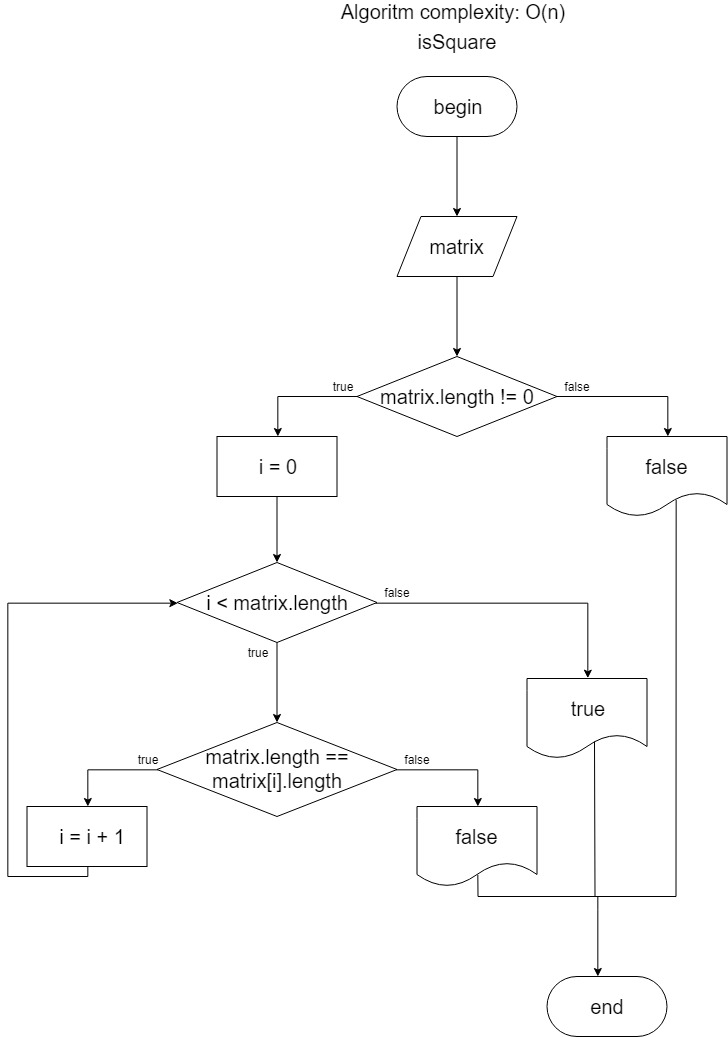 Algoritm complexity: O(n)
isSquare
begin
matrix
true
false
matrix.length != 0
i = 0
false
i < matrix.length
false
true
true
matrix.length ==
matrix[i].length
true
false
i = i + 1
false
end